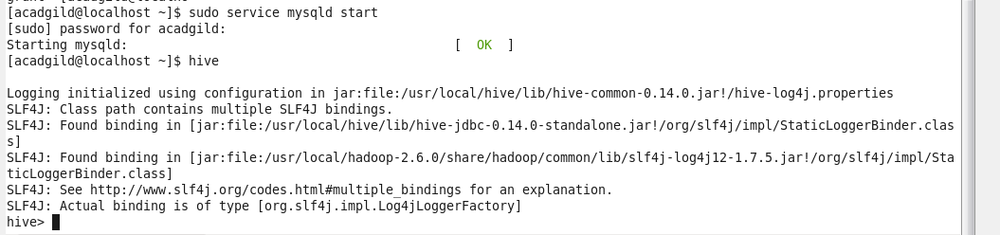 [acadgild@localhost ~]$ sudo service mysqld start
[sudo] password for acadgild:
Starting mysqld:                                           [  OK  ]
[acadgild@localhost ~]$ hive
Logging initialized using configuration in jar:file:/usr/local/hive/lib/hive-common-0.14.0.jar!/hive-log4j.properties
SLF4J: Class path contains multiple SLF4J bindings.
SLF4J: Found binding in [jar:file:/usr/local/hive/lib/hive-jdbc-0.14.0-standalone.jar!/org/slf4j/impl/StaticLoggerBinder.clas
s]
SLF4J: Found binding in [jar:file:/usr/local/hadoop-2.6.0/share/hadoop/common/lib/slf4j-log4j12-1.7.5.jar!/org/slf4j/impl/Sta
ticLoggerBinder.class]
SLF4J: See http://www.slf4j.org/codes.html#multiple_bindings for an explanation.
SLF4J: Actual binding is of type [org.slf4j.impl.Log4jLoggerFactory]
hive>